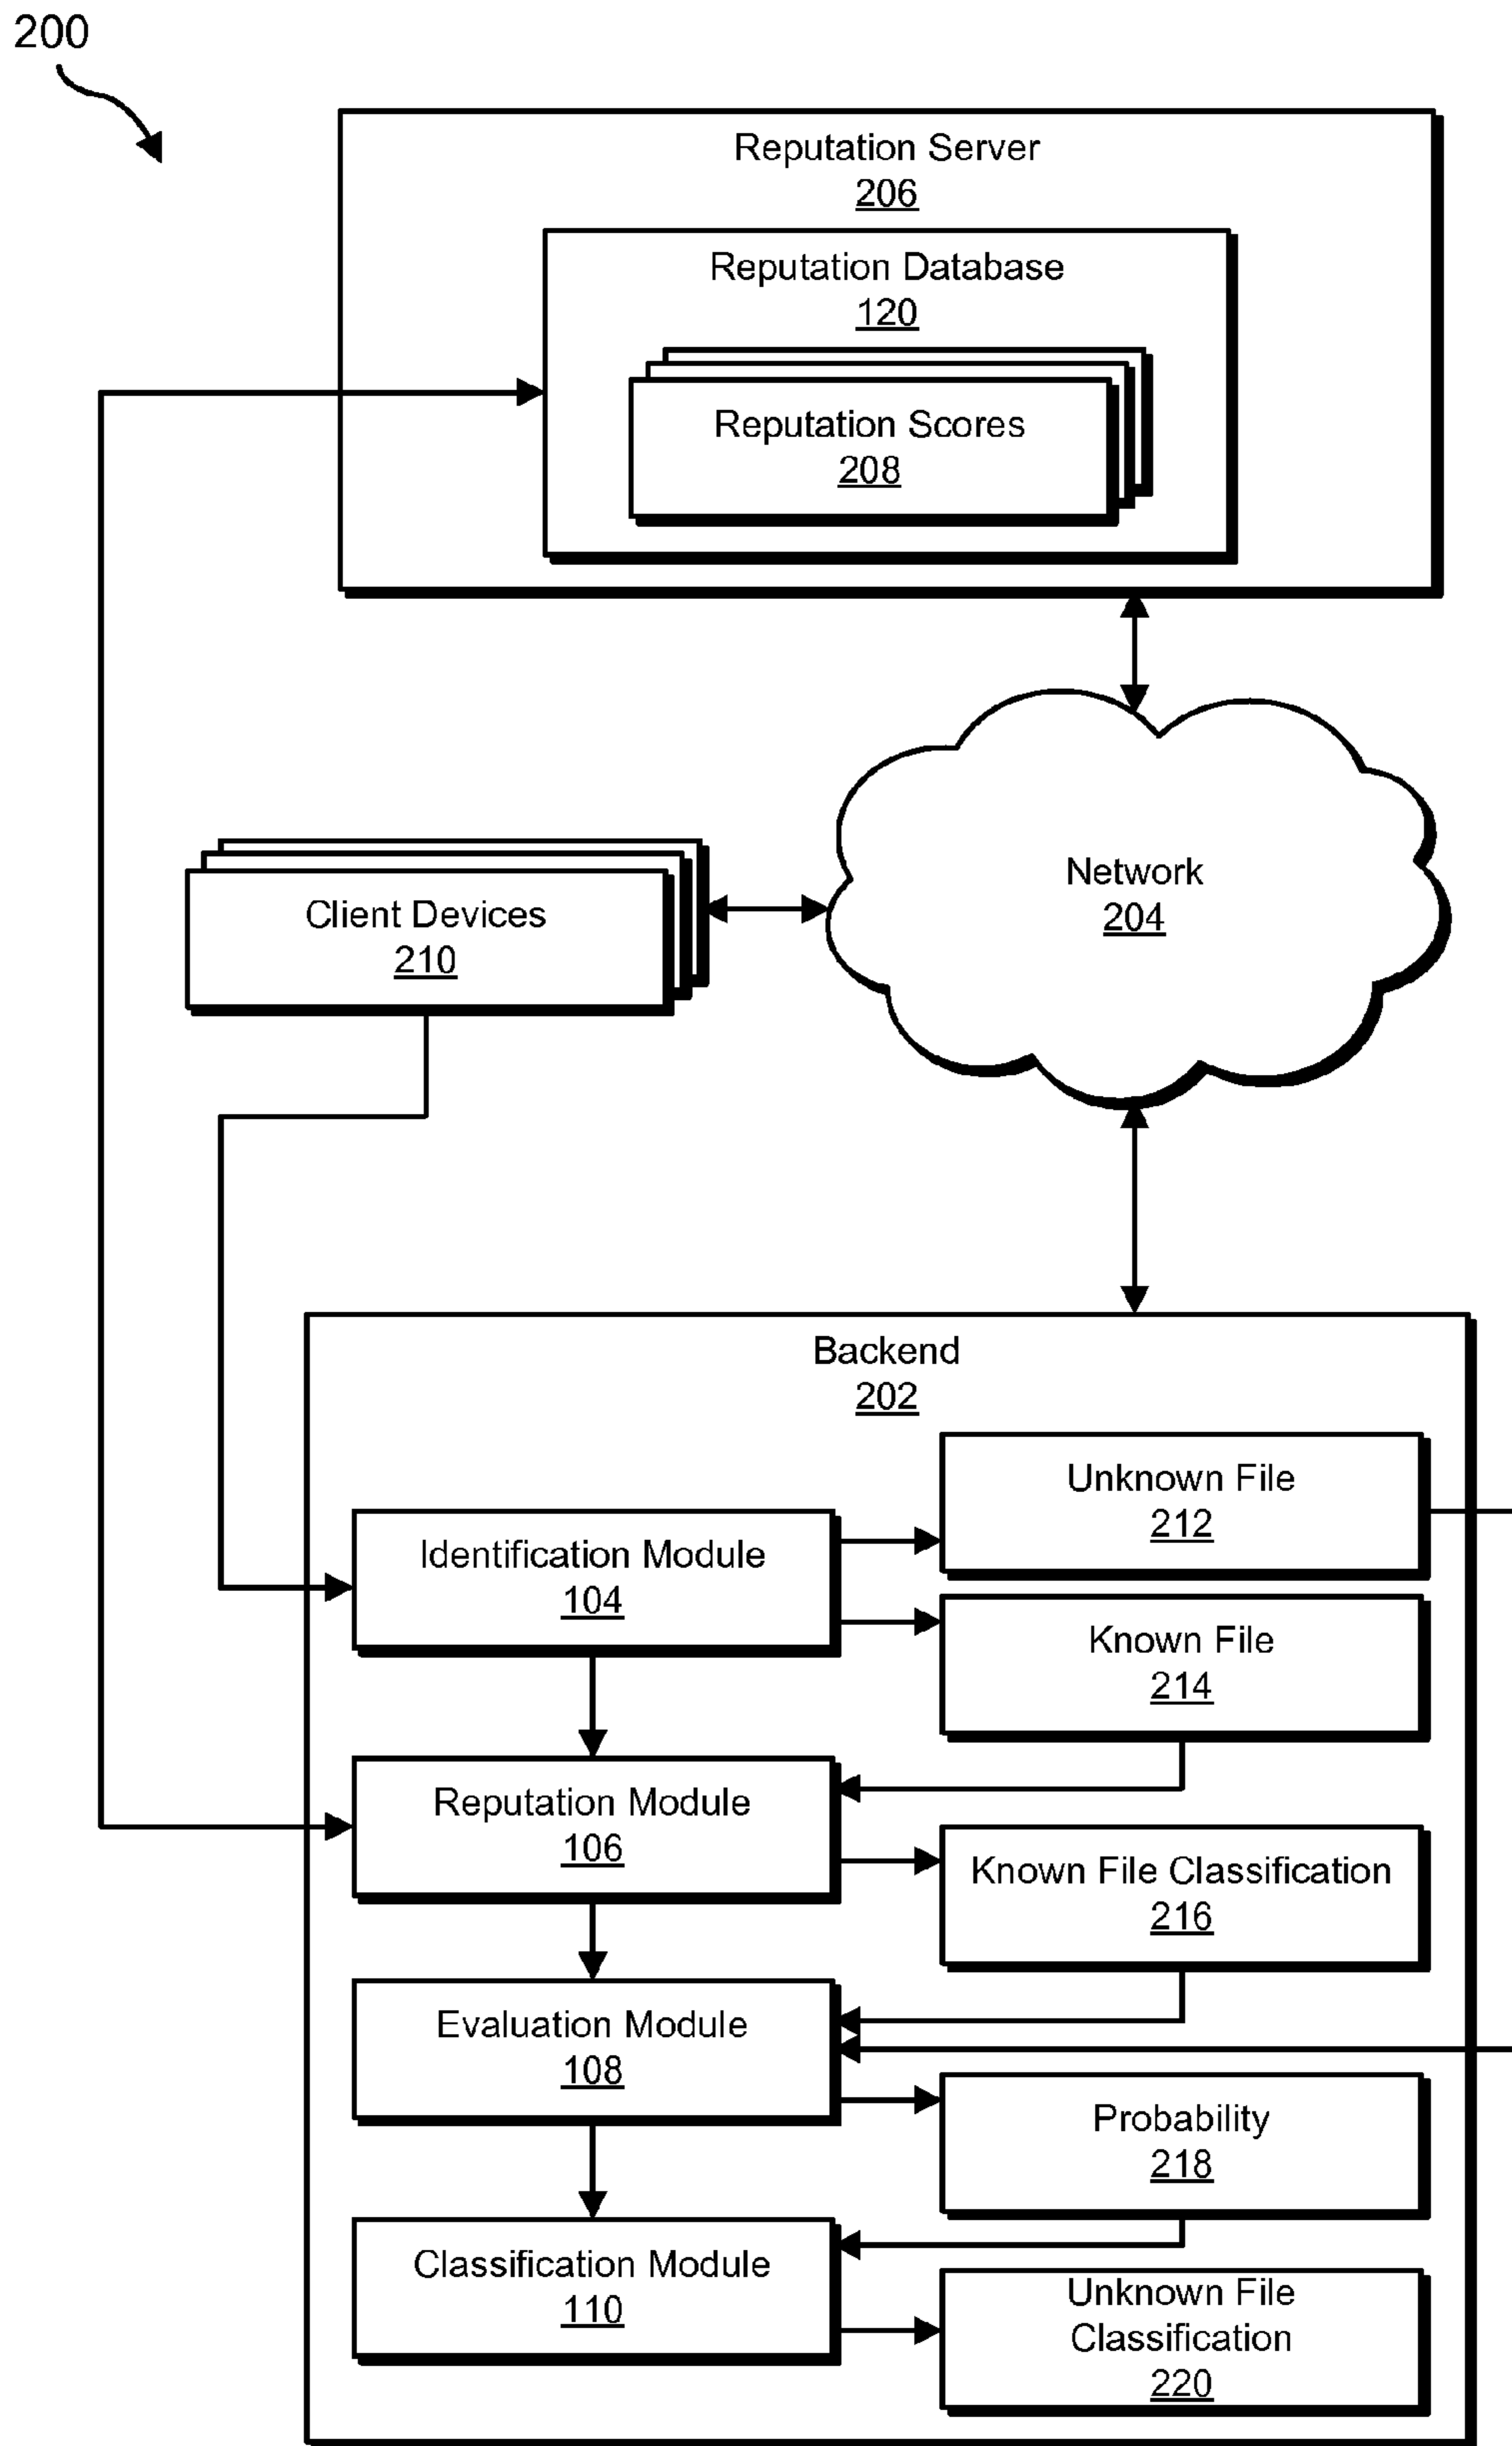 200
Reputation Server
206
Reputation Database
120
Reputation Scores
208
Network
204
Client Devices
210
Backend
202
Unknown File
212
Identification Module
104
Known File
214
Reputation Module
106
Known File Classification
216
Evaluation Module
108
Probability
218
Classification Module
110
Unknown File
Classification
220